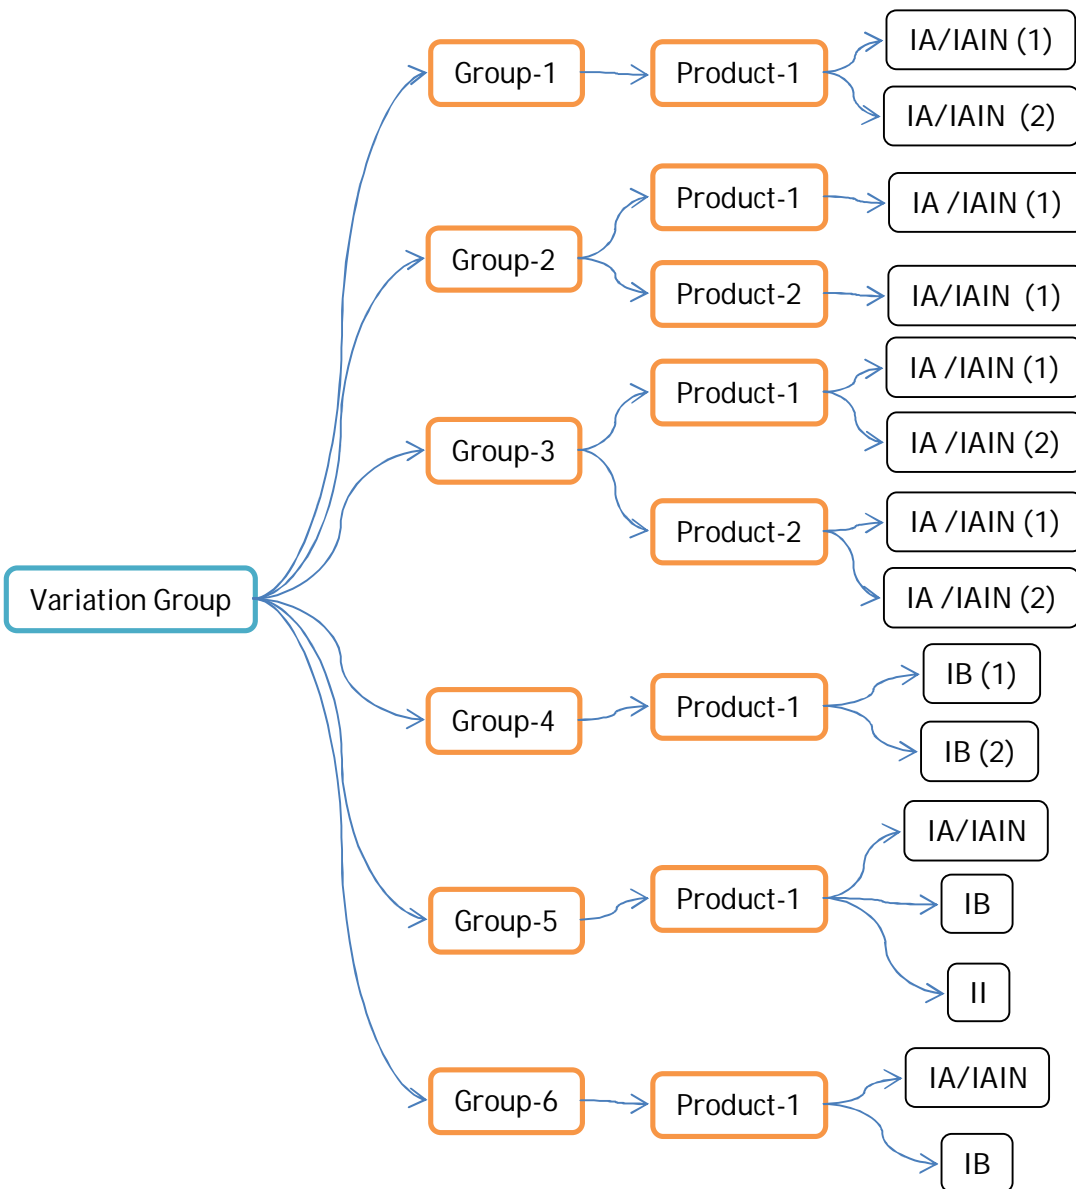 Variation Group
Group-1
Product-1
IA/IAIN (1)
IA/IAIN (2)
Group-2
Product-1
IA /IAIN (1)
Product-2
IA/IAIN (1)
Group-3
Product-1
IA /IAIN (1)
IA /IAIN (2)
Product-2
IA /IAIN (1)
IA /IAIN (2)
Group-4
Product-1
IB (1)
IB (2)
Group-5
Product-1
IA/IAIN
IB
II
Group-6
Product-1
IA/IAIN
IB